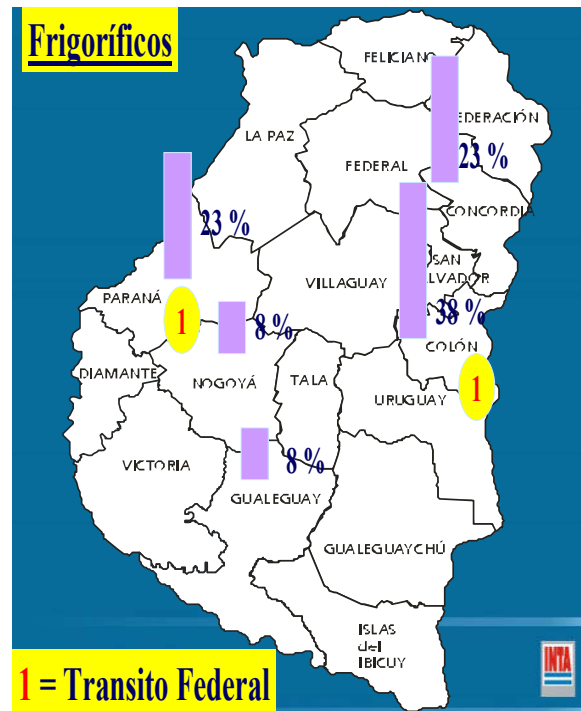 Frigoríficos
FELICIANO
FEDERACIÓN
LA PAZ
FEDERAL
23 %
CONCORDIA
23 %
SAN
SALVADOR
VILLAGUAY
PARANÁ
38 %
1
8 %
COLÓN
DIAMANTE
NOGOYÁ
TALA
1
URUGUAY
VICTORIA
8 %
GUALEGUAY
GUALEGUAYCHÚ
ISLAS
del
IBICUY
INTA
1 = Transito Federal